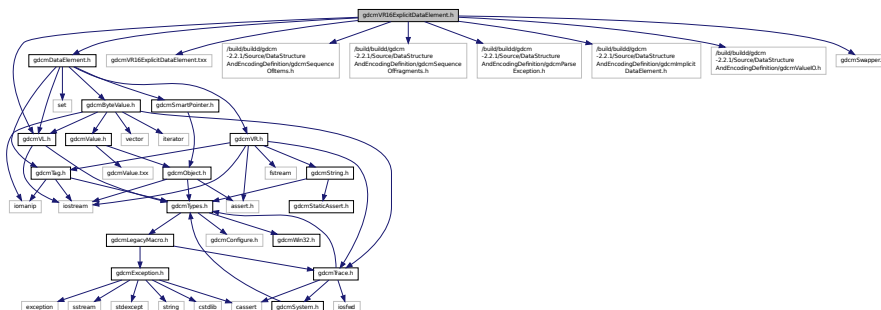 gdcmVR16ExplicitDataElement.h
gdcmDataElement.h
gdcmVR16ExplicitDataElement.txx
/build/buildd/gdcm
-2.2.1/Source/DataStructure
AndEncodingDefinition/gdcmSequence
OfItems.h
/build/buildd/gdcm
-2.2.1/Source/DataStructure
AndEncodingDefinition/gdcmSequence
OfFragments.h
/build/buildd/gdcm
-2.2.1/Source/DataStructure
AndEncodingDefinition/gdcmParse
Exception.h
/build/buildd/gdcm
-2.2.1/Source/DataStructure
AndEncodingDefinition/gdcmImplicit
DataElement.h
/build/buildd/gdcm
-2.2.1/Source/DataStructure
AndEncodingDefinition/gdcmValueIO.h
gdcmSwapper.
set
gdcmByteValue.h
gdcmSmartPointer.h
gdcmVL.h
gdcmValue.h
vector
iterator
gdcmVR.h
gdcmTag.h
gdcmValue.txx
gdcmObject.h
fstream
gdcmString.h
iomanip
iostream
gdcmTypes.h
assert.h
gdcmStaticAssert.h
gdcmLegacyMacro.h
gdcmConfigure.h
gdcmWin32.h
gdcmException.h
gdcmTrace.h
exception
sstream
stdexcept
string
cstdlib
cassert
gdcmSystem.h
iosfwd